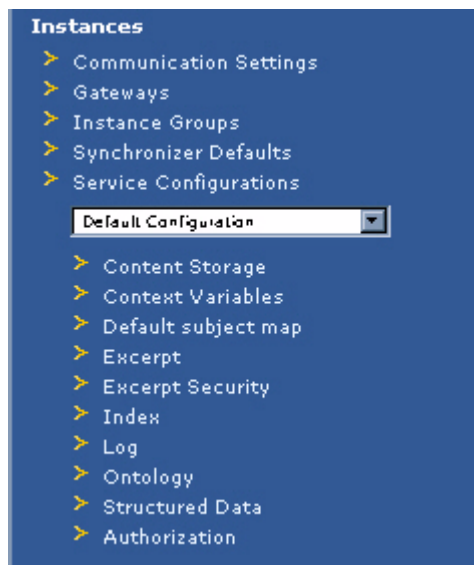 Instances
Communication Settings
Gateways
Instance Groups
Synchronizer Defaults
Service Configurations
Default Configuration
Content Storage
Context Variables
Default subject map
Excerpt
Excerpt Security
Index
Log
Ontology
Structured Data
Authorization